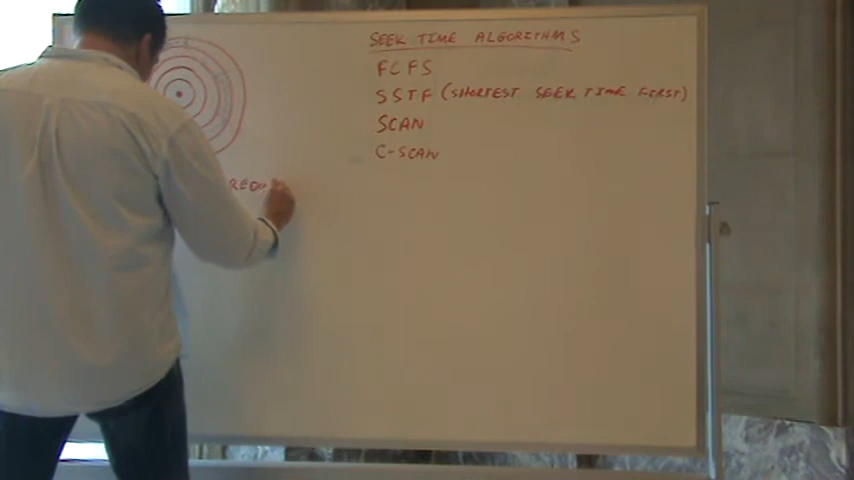 SEEK TIME ALGORITHMS
FCFS
SSTF (SHORTEST SEEK TIME FIRST)
SCAN
C-SCAN